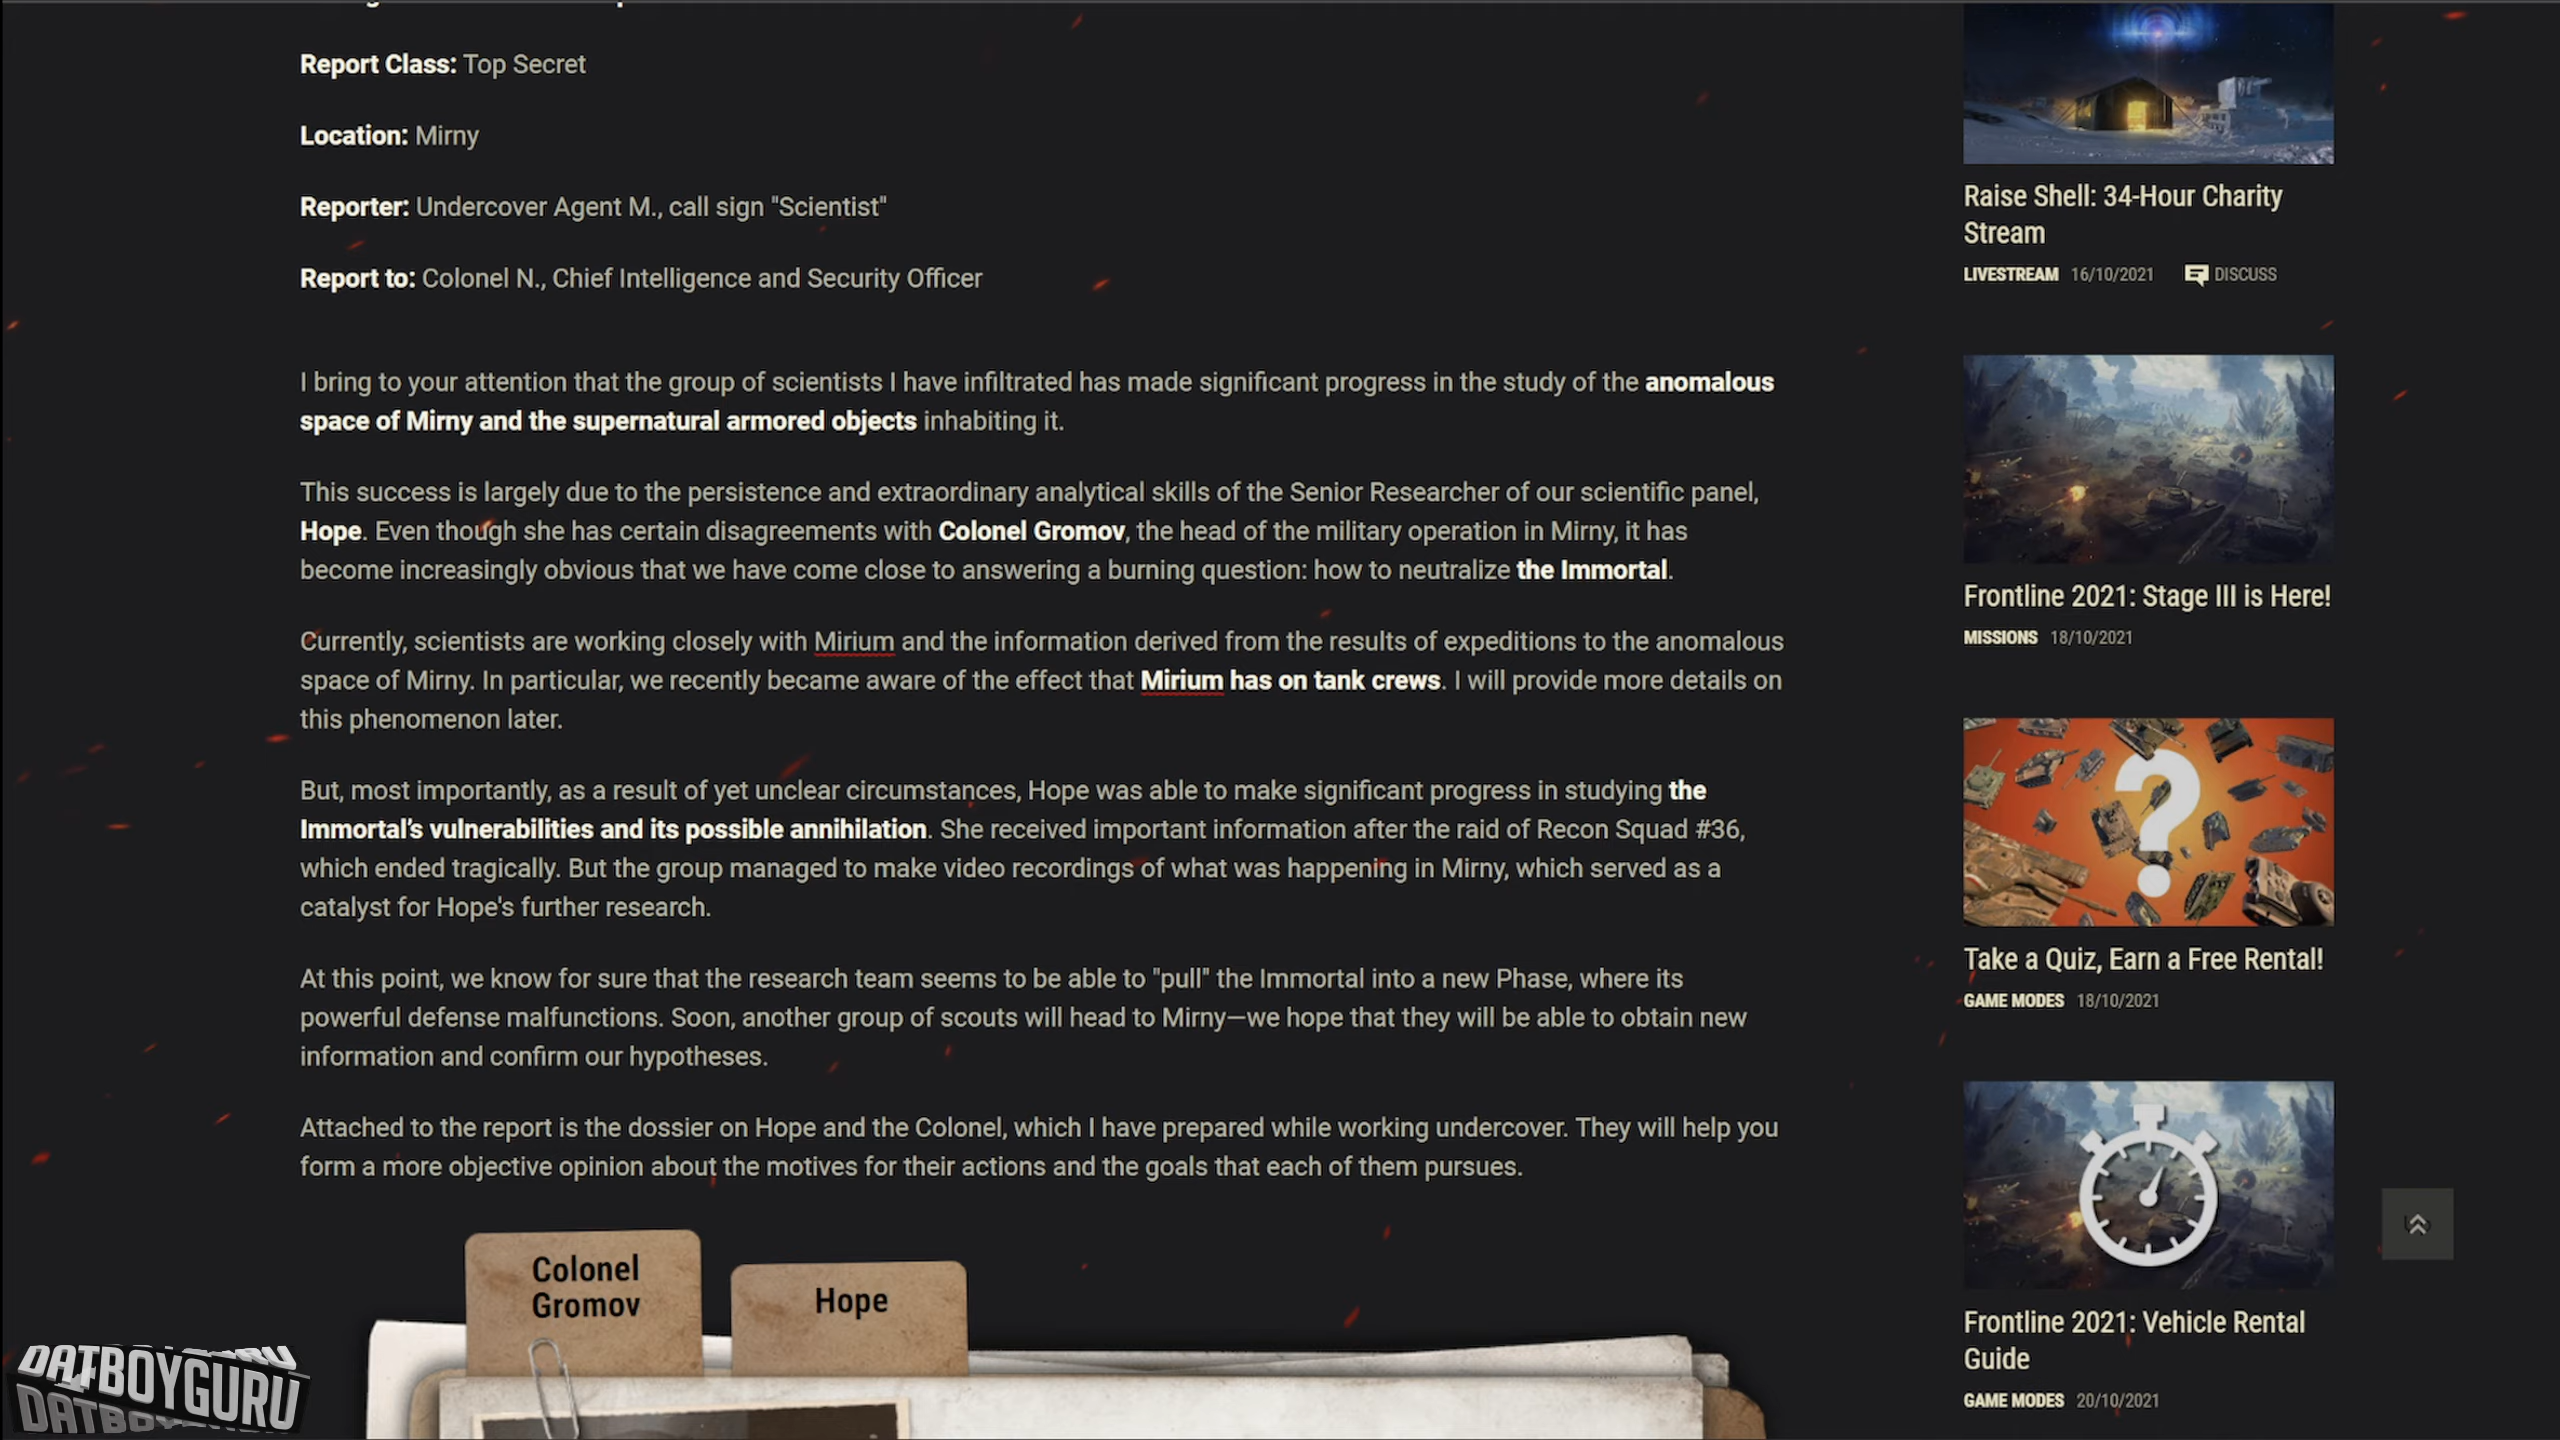 Report Class: Top Secret
Location: Mirny
Reporter: Undercover Agent M., call sign "Scientist"
Report to: Colonel N., Chief Intelligence and Security Officer
I bring to your attention that the group of scientists I have infiltrated has made significant progress in the study of the anomalous
space of Mirny and the supernatural armored objects inhabiting it.
This success is largely due to the persistence and extraordinary analytical skills of the Senior Researcher of our scientific panel,
Hope. Even though she has certain disagreements with Colonel Gromov, the head of the military operation in Mirny, it has
become increasingly obvious that we have come close to answering a burning question: how to neutralize the Immortal.
Currently, scientists are working closely with Mirium and the information derived from the results of expeditions to the anomalous
space of Mirny. In particular, we recently became aware of the effect that Mirium has on tank crews. I will provide more details on
this phenomenon later.
But, most importantly, as a result of yet unclear circumstances, Hope was able to make significant progress in studying the
Immortal's vulnerabilities and its possible annihilation. She received important information after the raid of Recon Squad #36,
which ended tragically. But the group managed to make video recordings of what was happening in Mirny, which served as a
catalyst for Hope's further research.
At this point, we know for sure that the research team seems to be able to "pull" the Immortal into a new Phase, where its
powerful defense malfunctions. Soon, another group of scouts will head to Mirny—we hope that they will be able to obtain new
information and confirm our hypotheses.
Attached to the report is the dossier on Hope and the Colonel, which I have prepared while working undercover. They will help you
form a more objective opinion about the motives for their actions and the goals that each of them pursues.
Colonel
Gromov
Hope
DATBOYGURU
Raise Shell: 34-Hour Charity
Stream
LIVESTREAM 16/10/2021 DISCUSS
Frontline 2021: Stage III is Here!
MISSIONS 18/10/2021
?
Take a Quiz, Earn a Free Rental!
GAME MODES 18/10/2021
Frontline 2021: Vehicle Rental
Guide
GAME MODES 20/10/2021